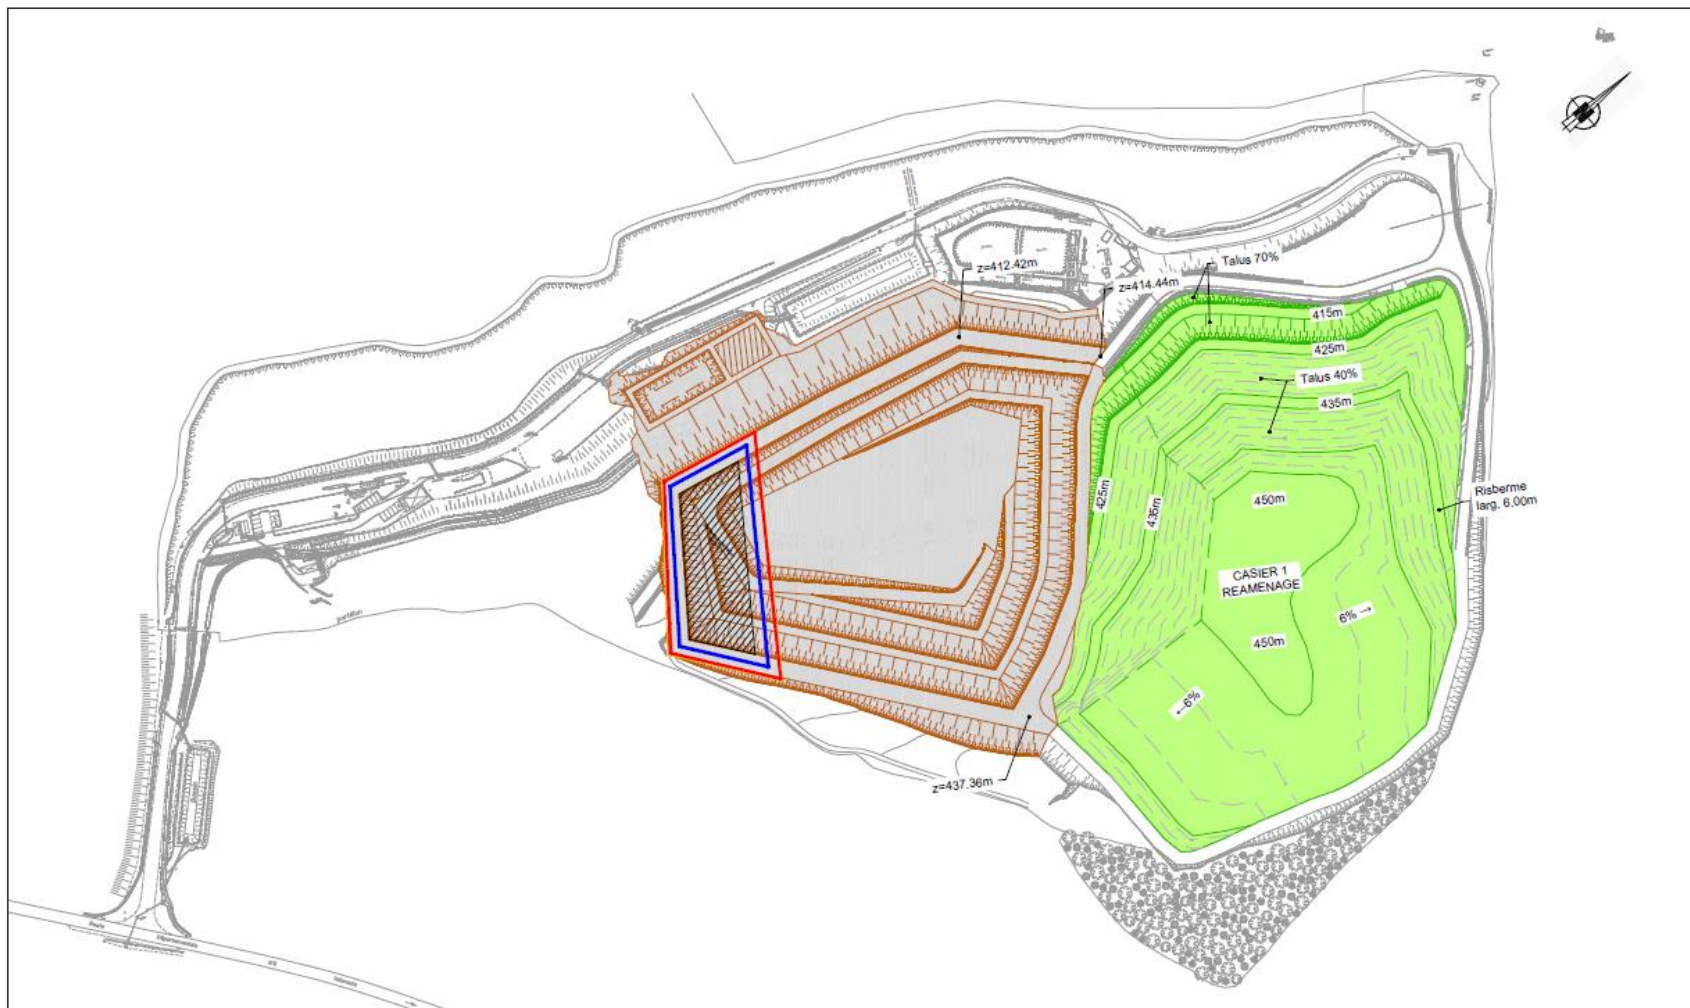 Talus 70%
z=412.42m
z=414.44m
415m
425m
Talus 40%
435m
425m
435m
450m
Risberme
larg. 6.00m
CASIER 1
REAMENAGE
6% →
450m
←6%
z=437.36m